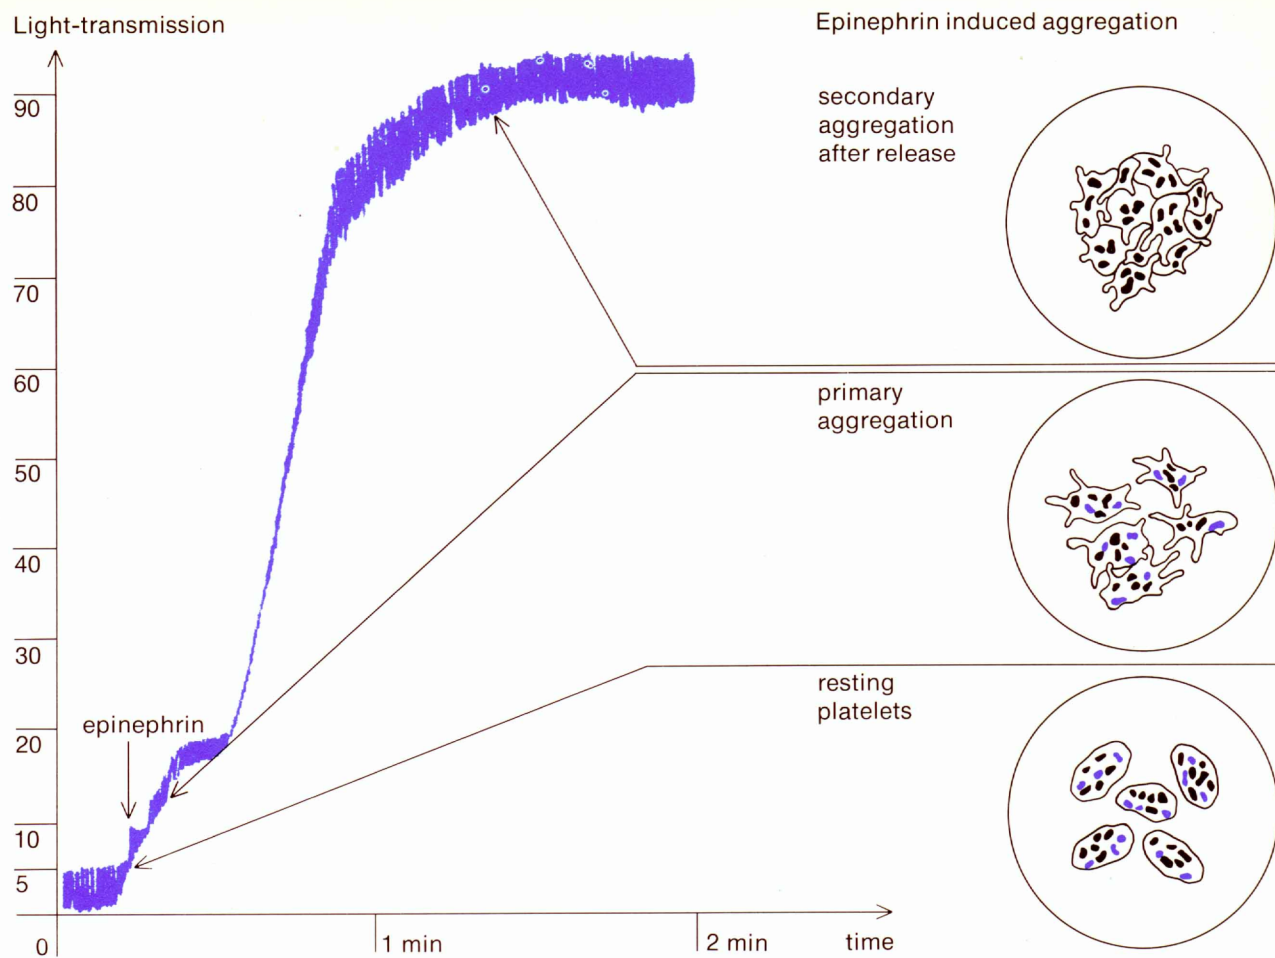 Light-transmission
Epinephrin induced aggregation
90
80
70
60
50
40
30
20
10
5
0
epinephrin
1 min
2 min
time
secondary
aggregation
after release
primary
aggregation
resting
platelets